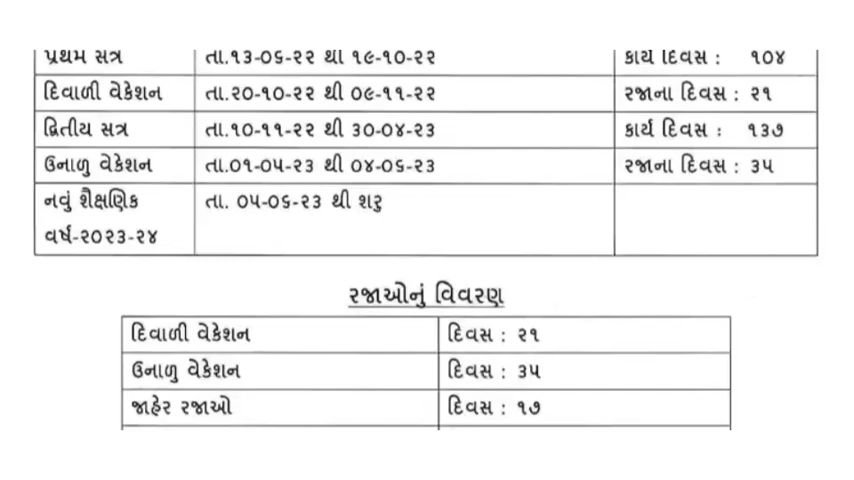 પ્રથમ સત્ર તા.૧૩-૦૬-૨૨ થી ૧૯-૧૦-૨૨ કાર્ય દિવસ : ૧૦૪
દિવાળી વેકેશન તા.૨૦-૧૦-૨૨ થી ૦૯-૧૧-૨૨ રજાના દિવસ : ૨૧
દ્વિતીય સત્ર તા.૧૦-૧૧-૨૨ થી ૩૦-૦૪-૨૩ કાર્ય દિવસ : ૧૩૭
ઉનાળુ વેકેશન તા.૦૧-૦૫-૨૩ થી ૦૪-૦૬-૨૩ રજાના દિવસ : ૩૫
નવું શૈક્ષણિક તા. ૦૫-૦૬-૨૩ થી શરુ
વર્ષ-૨૦૨૩-૨૪
રજાઓનું વિવરણ
દિવાળી વેકેશન દિવસ : ૨૧
ઉનાળુ વેકેશન દિવસ : ૩૫
જાહેર રજાઓ દિવસ : ૧૭